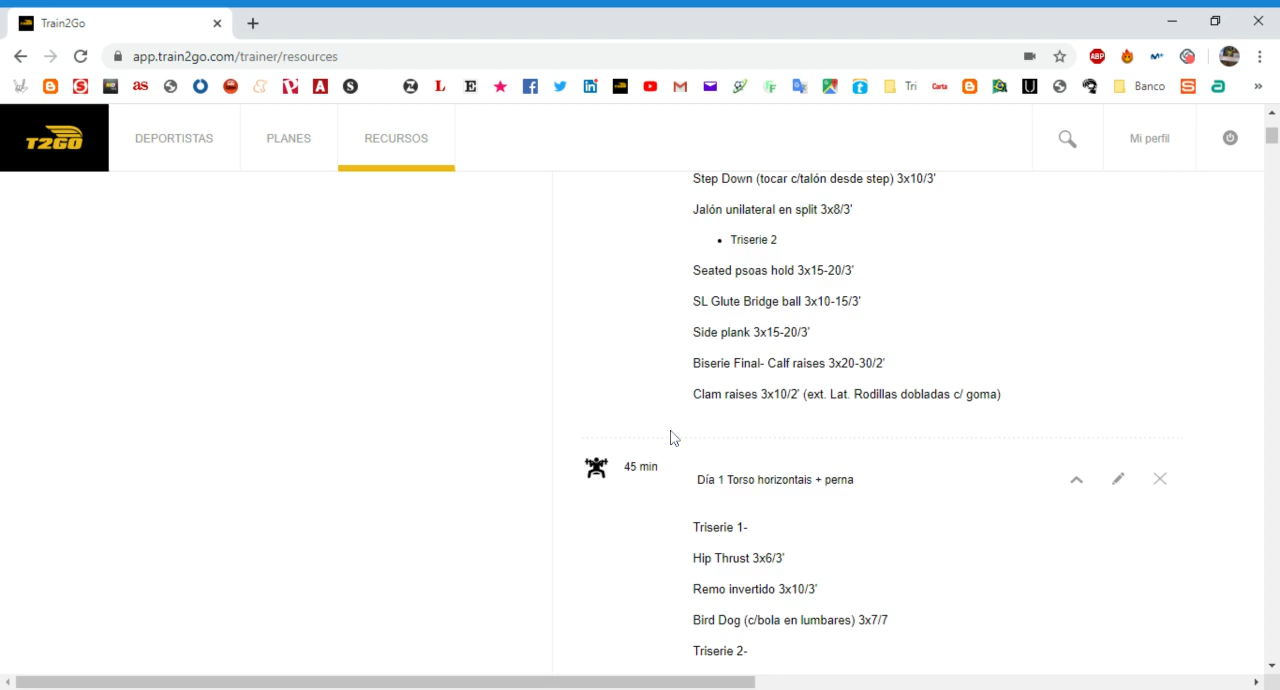 Train2Go
app.train2go.com/trainer/resources
ABP
as
L
E
Tri
Carta
U
Banco
S
T2GO
DEPORTISTAS
PLANES
RECURSOS
Mi perfil
Step Down (tocar c/talón desde step) 3x10/3'
Jalón unilateral en split 3x8/3'
• Triserie 2
Seated psoas hold 3x15-20/3'
SL Glute Bridge ball 3x10-15/3'
Side plank 3x15-20/3'
Biserie Final- Calf raises 3x20-30/2'
Clam raises 3x10/2' (ext. Lat. Rodillas dobladas c/ goma)
45 min
Día 1 Torso horizontais + perna
Triserie 1-
Hip Thrust 3x6/3'
Remo invertido 3x10/3'
Bird Dog (c/bola en lumbares) 3x7/7
Triserie 2-